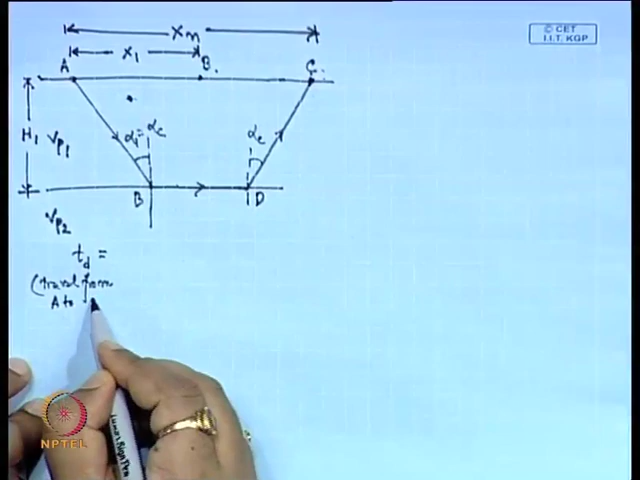 © CET
I.I.T. KGP
Xm
X1
A
B.
C.
H1
VP1
α1 = αc
αc
B
D
VP2
td =
(travel from
A to
NPTEL